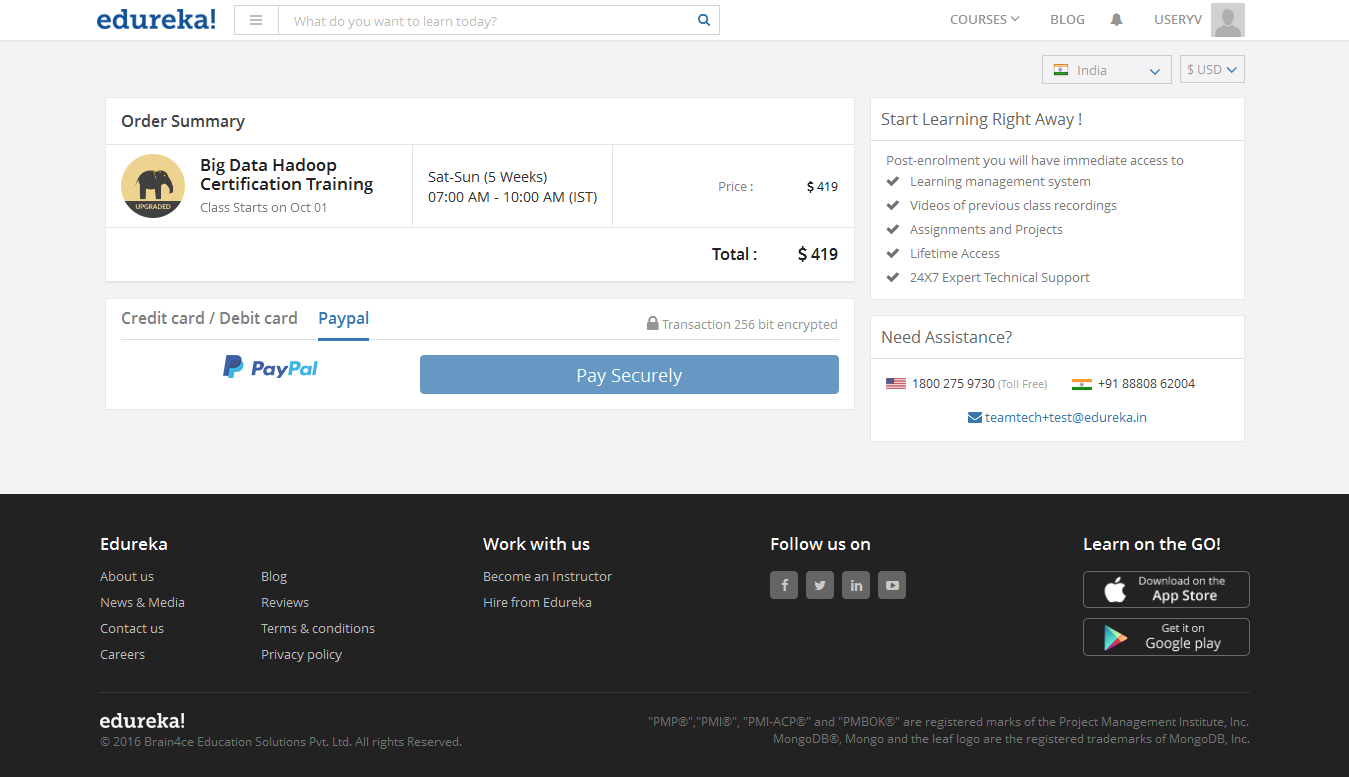 edureka!
What do you want to learn today?
COURSES
BLOG
USERYV
India
$ USD
Order Summary
UPGRADED
Big Data Hadoop
Certification Training
Class Starts on Oct 01
Sat-Sun (5 Weeks)
07:00 AM - 10:00 AM (IST)
Price :
$ 419
Total :
$ 419
Credit card / Debit card
Paypal
Transaction 256 bit encrypted
PayPal
Pay Securely
Start Learning Right Away !
Post-enrolment you will have immediate access to
Learning management system
Videos of previous class recordings
Assignments and Projects
Lifetime Access
24X7 Expert Technical Support
Need Assistance?
1800 275 9730 (Toll Free)
+91 88808 62004
teamtech+test@edureka.in
Edureka
About us
News & Media
Contact us
Careers
Blog
Reviews
Terms & conditions
Privacy policy
Work with us
Become an Instructor
Hire from Edureka
Follow us on
Learn on the GO!
Download on the
App Store
Get it on
Google play
edureka!
© 2016 Brain4ce Education Solutions Pvt. Ltd. All rights Reserved.
"PMP®","PMI®", "PMI-ACP®" and "PMBOK®" are registered marks of the Project Management Institute, Inc.
MongoDB®, Mongo and the leaf logo are the registered trademarks of MongoDB, Inc.